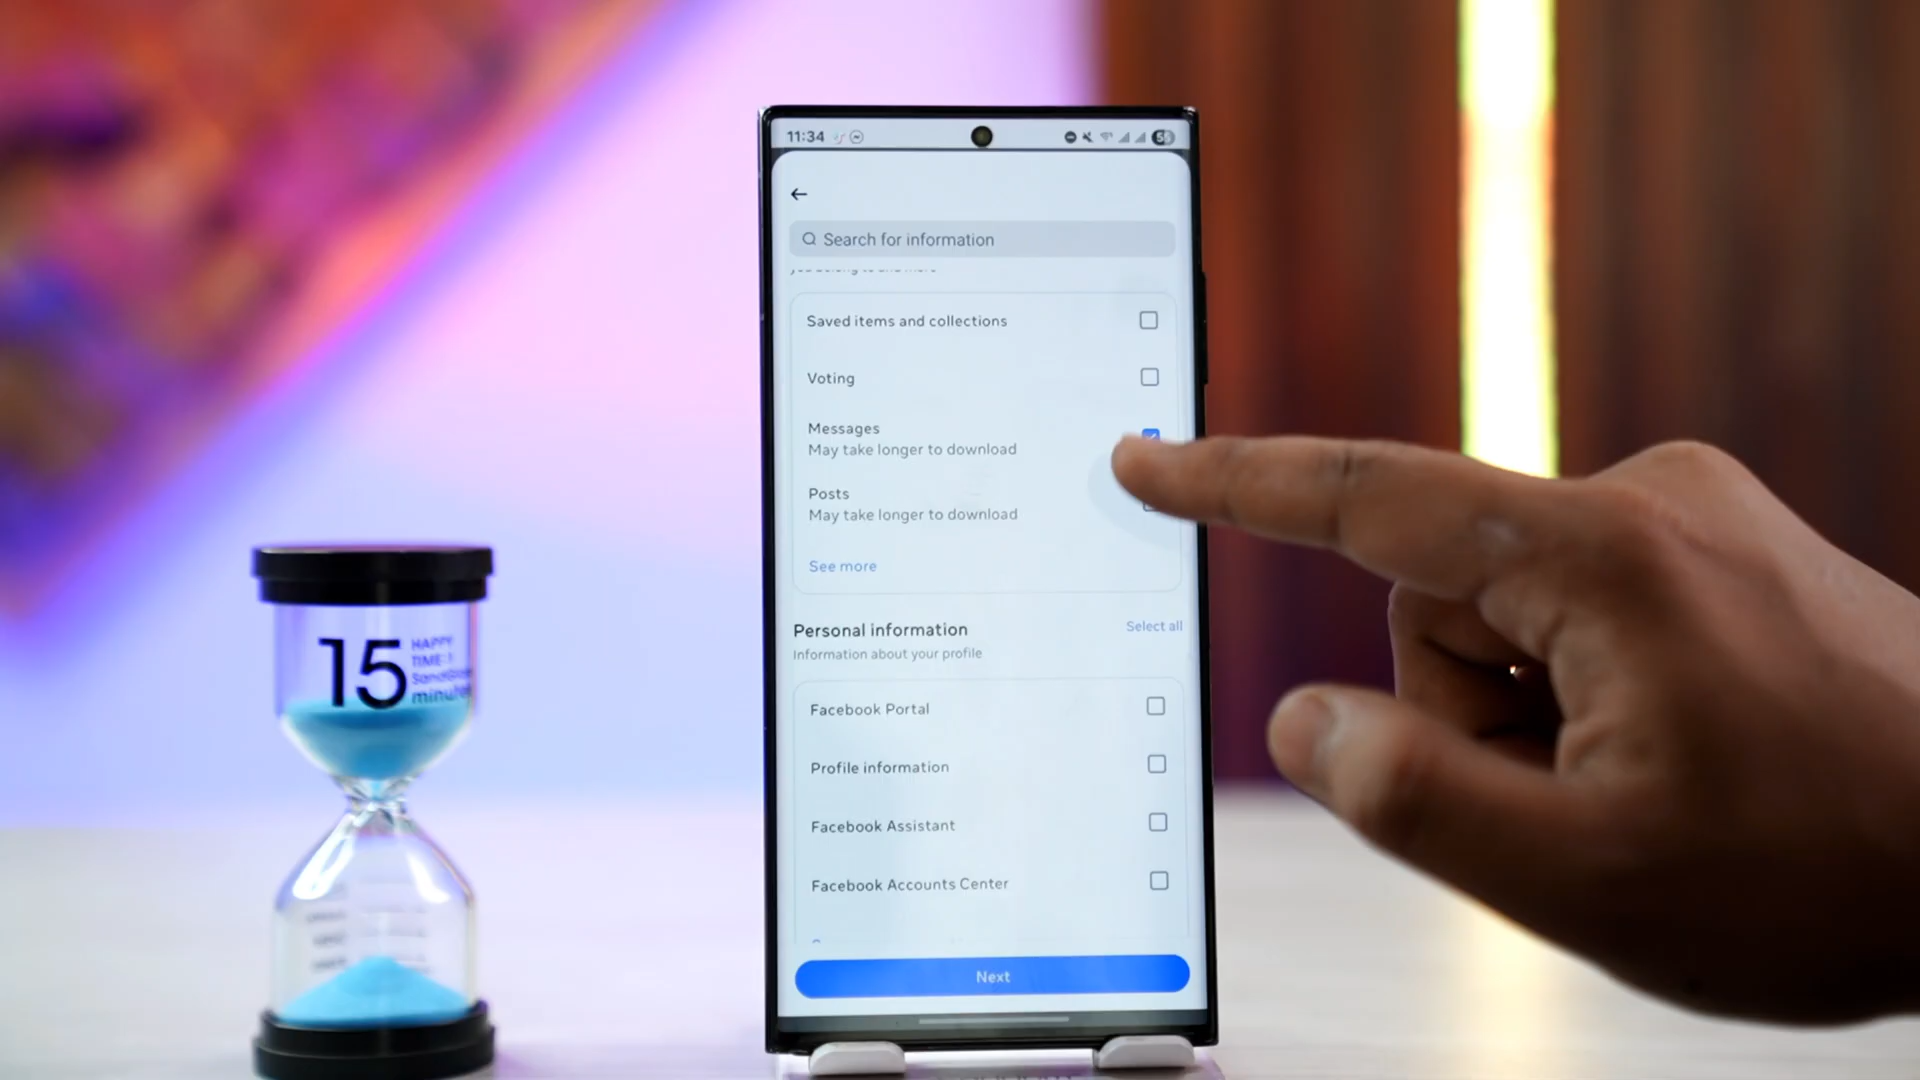 11:34
Search for information
Saved items and collections
Voting
Messages
May take longer to download
Posts
May take longer to download
See more
Personal information
Select all
Information about your profile
Facebook Portal
Profile information
Facebook Assistant
Facebook Accounts Center
Next
15
HAPPY
TIME
minutes